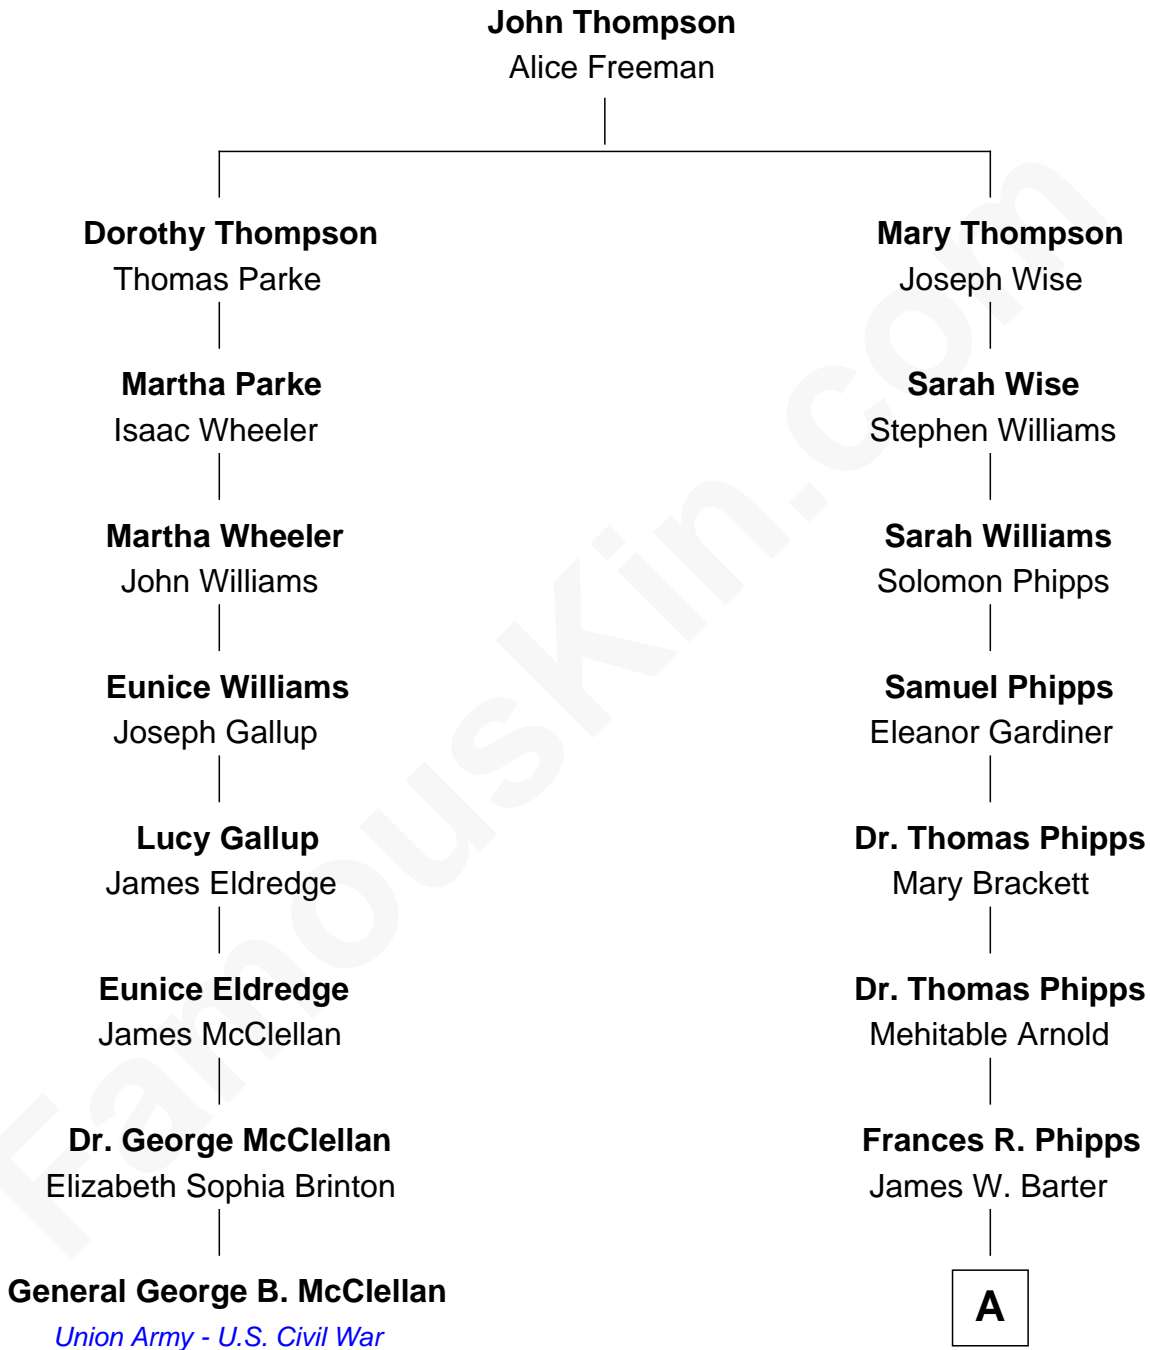 John Thompson
Alice Freeman
Dorothy Thompson
Thomas Parke
Mary Thompson
Joseph Wise
Martha Parke
Isaac Wheeler
Sarah Wise
Stephen Williams
Martha Wheeler
John Williams
Sarah Williams
Solomon Phipps
Eunice Williams
Joseph Gallup
Samuel Phipps
Eleanor Gardiner
Lucy Gallup
James Eldredge
Dr. Thomas Phipps
Mary Brackett
Eunice Eldredge
James McClellan
Dr. Thomas Phipps
Mehitable Arnold
Dr. George McClellan
Elizabeth Sophia Brinton
Frances R. Phipps
James W. Barter
General George B. McClellan
Union Army - U.S. Civil War
A
FamousKin.com